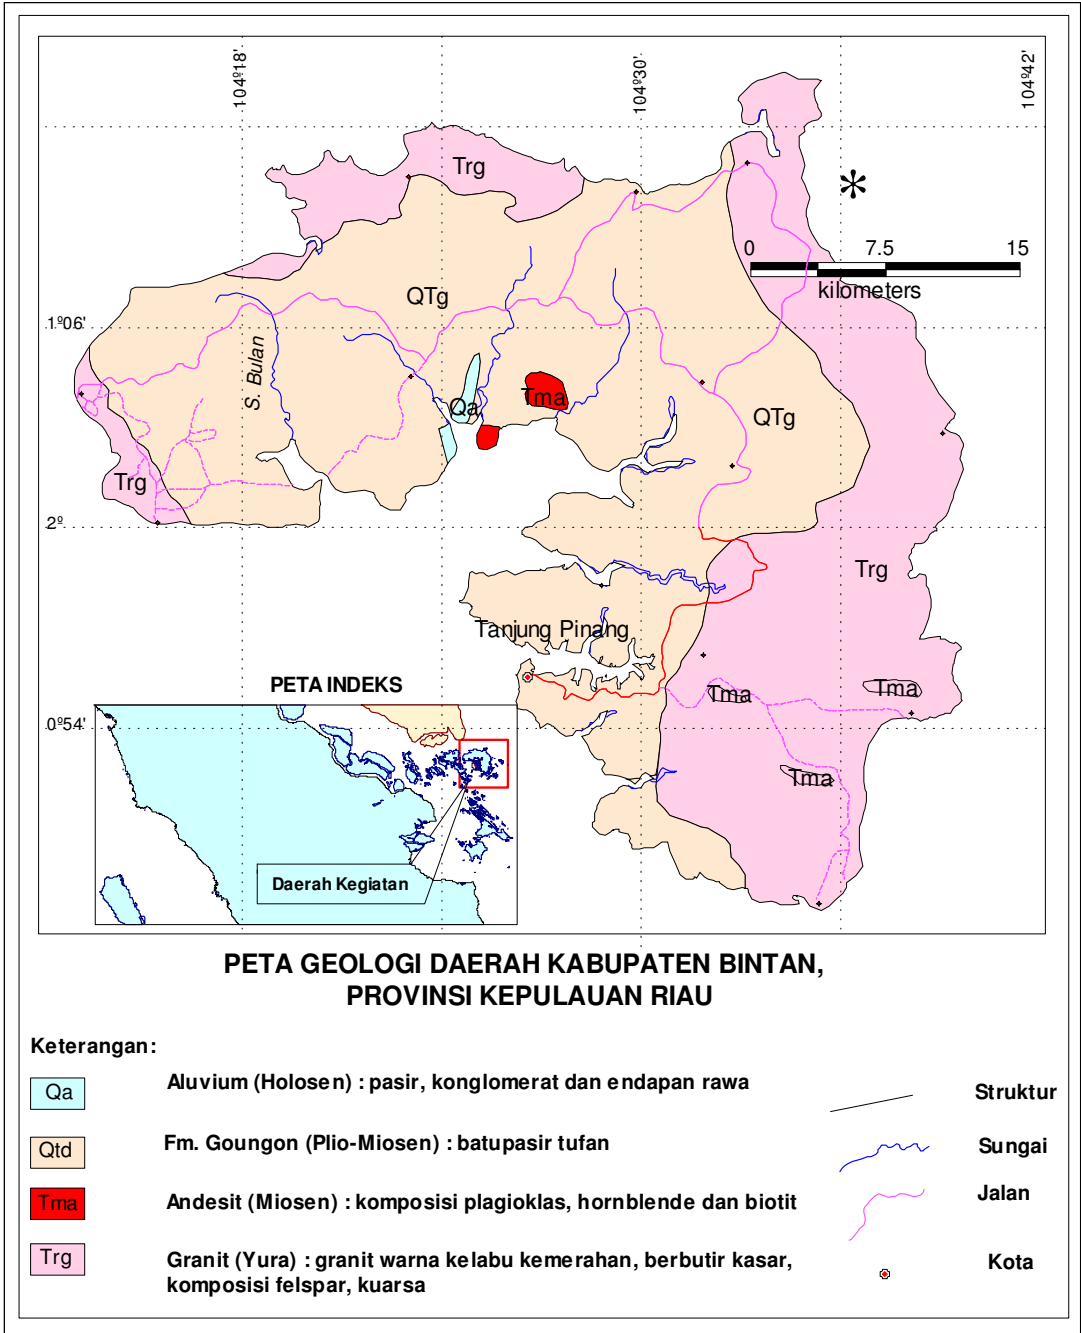 104º18'
104º30'
104º42'
Trg
*
0 7.5 15
kilometers
QTg
1º06'
S. Bulan
Tma
Qa
QTg
Trg
2º
Trg
Tanjung Pinang
PETA INDEKS
Tma
Tma
0º54'
Tma
Daerah Kegiatan
PETA GEOLOGI DAERAH KABUPATEN BINTAN,
PROVINSI KEPULAUAN RIAU
Keterangan:
Qa
Aluvium (Holosen) : pasir, konglomerat dan endapan rawa
Struktur
Qtd
Fm. Goungon (Plio-Miosen) : batupasir tufan
Sungai
Tma
Andesit (Miosen) : komposisi plagioklas, hornblende dan biotit
Jalan
Trg
Granit (Yura) : granit warna kelabu kemerahan, berbutir kasar,
komposisi felspar, kuarsa
Kota